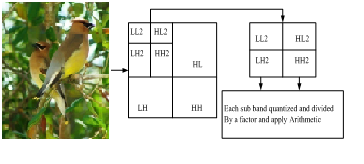 LL2 HL2
LH2 HH2
HL
LH HH
LL2 HL2
LH2 HH2
Each sub band quantized and divided
By a factor and apply Arithmetic